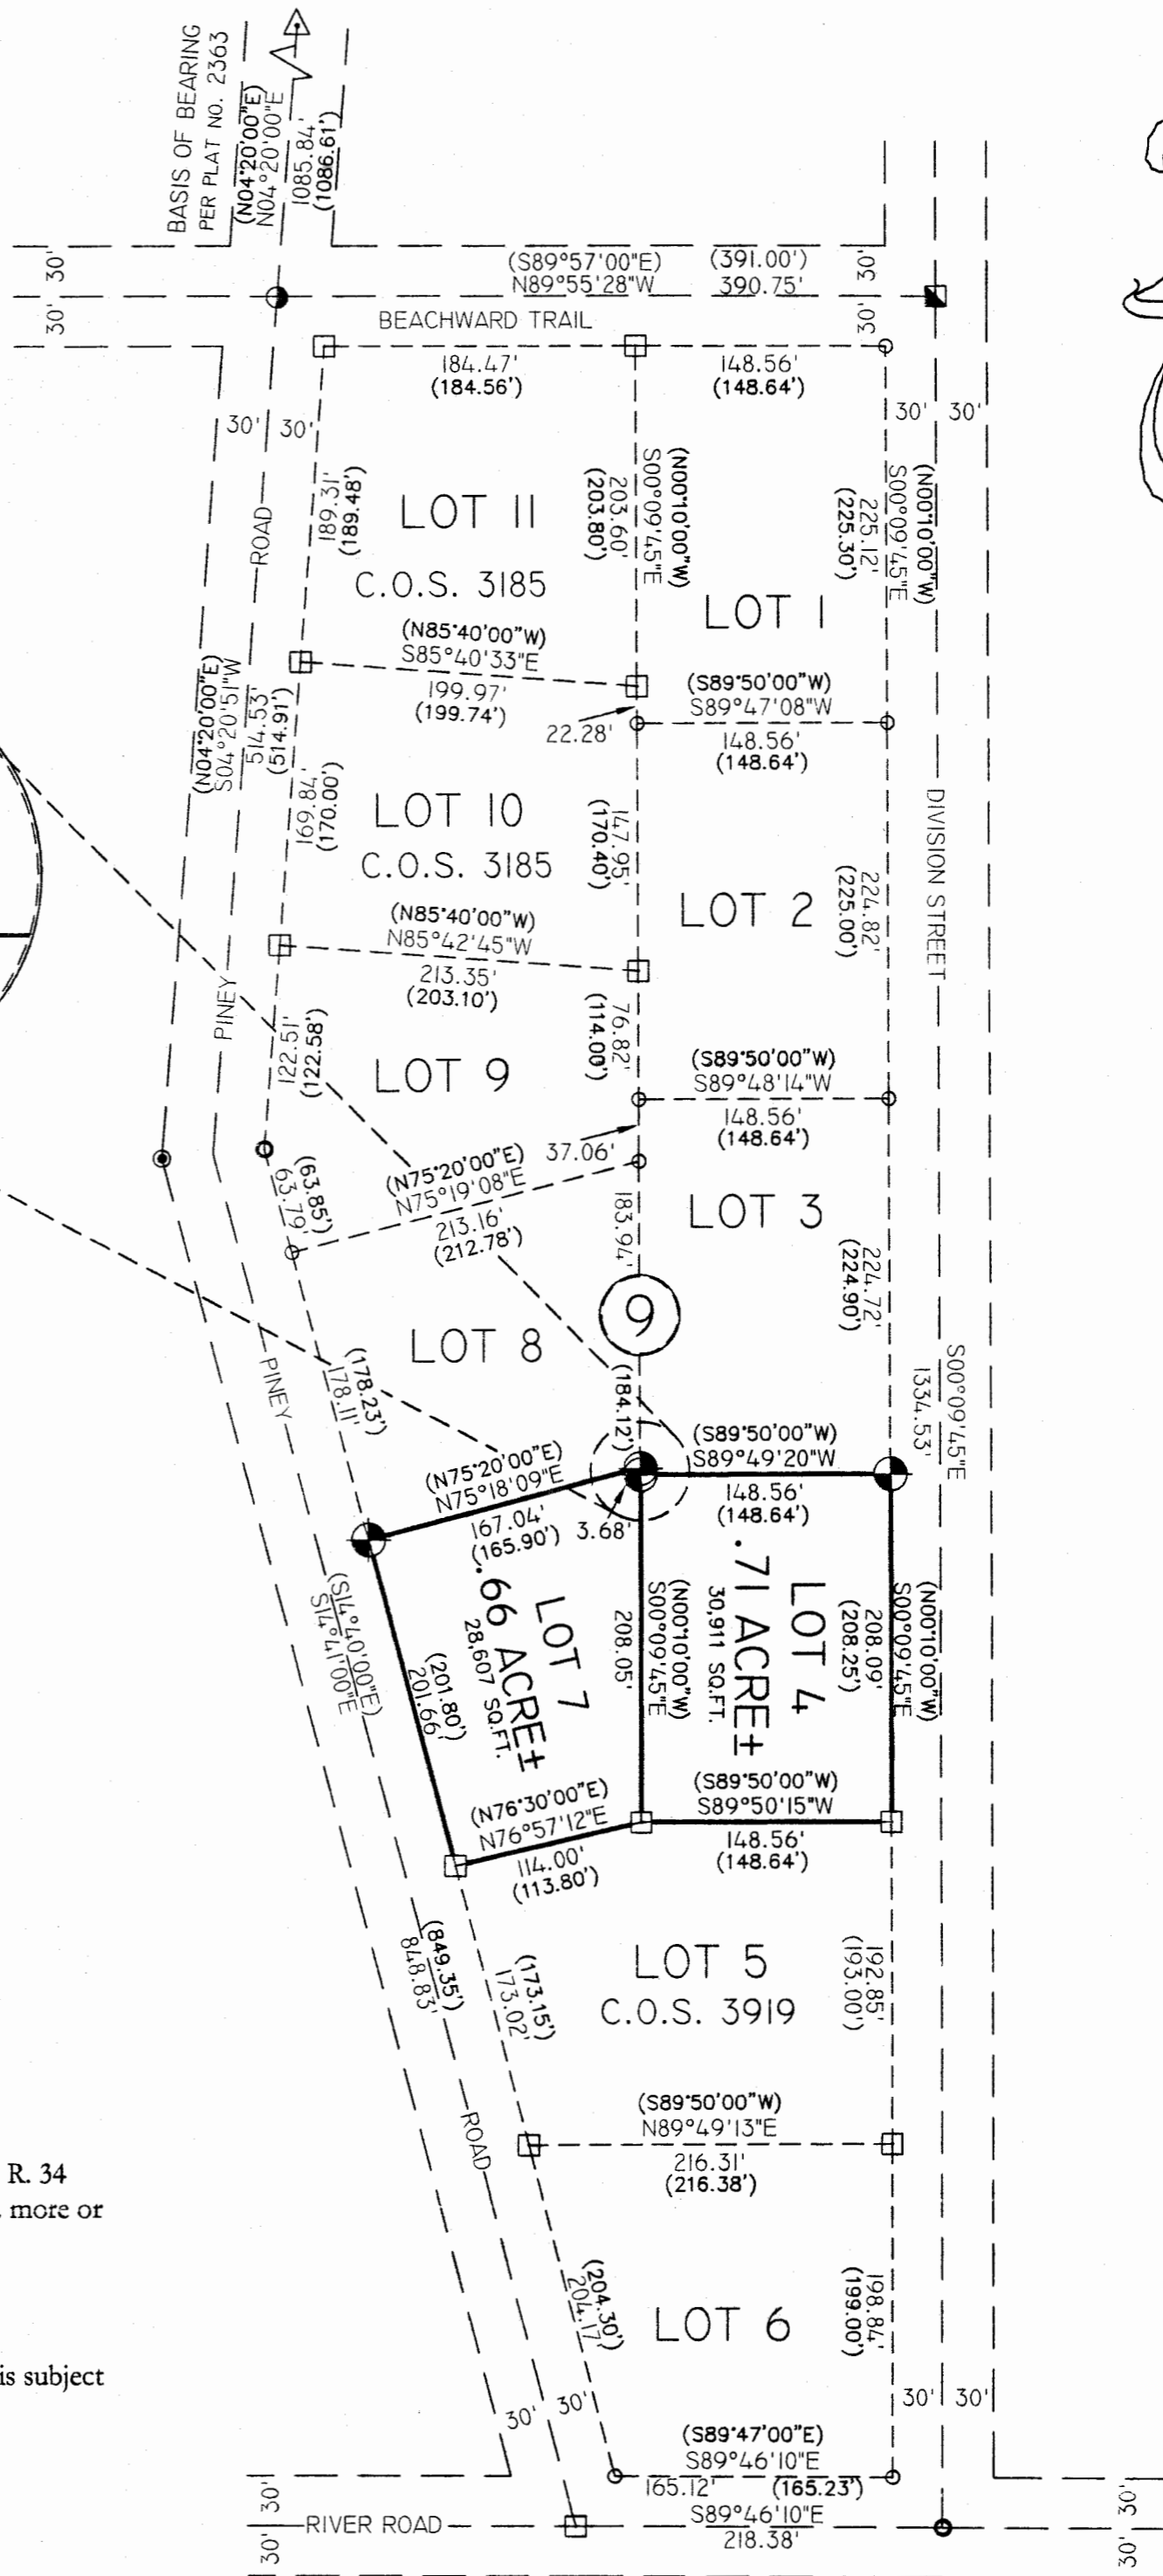 BASIS OF BEARING
PER PLAT NO. 2363
(N04°20'00"E)
N04°20'00"E
1085.84'
(1086.61')
30'
30'
(S89°57'00"E) (391.00')
N89°55'28"W 390.75'
30'
30'
BEACHWARD TRAIL
184.47'
(184.56')
148.56'
(148.64')
30' 30'
30' 30'
ROAD
189.31'
(189.48')
LOT 11
C.O.S. 3185
(N00°10'00"W)
S00°09'45"E
203.60'
(203.80')
(N00°10'00"W)
S00°09'45"E
225.12'
(225.30')
LOT 1
(N85°40'00"W)
S85°40'33"E
199.97'
(199.74')
22.28'
(S89°50'00"W)
S89°47'08"W
148.56'
(148.64')
(N04°20'00"E)
S04°20'51"W
514.53'
(514.91')
169.84'
(170.00')
LOT 10
C.O.S. 3185
147.95'
(170.40')
LOT 2
224.82'
(225.00')
DIVISION STREET
(N85°40'00"W)
N85°42'45"W
213.35'
(203.10')
PINEY
122.51'
(122.58')
LOT 9
76.82'
(114.00')
(S89°50'00"W)
S89°48'14"W
148.56'
(148.64')
37.06'
(63.85')
63.79'
(N75°20'00"E)
N75°19'08"E
213.16'
(212.78')
183.94'
LOT 3
224.72'
(224.90')
9
LOT 8
PINEY
(178.23')
178.11'
(184.12')
S00°09'45"E
1334.53'
(S89°50'00"W)
S89°49'20"W
148.56'
(148.64')
(N75°20'00"E)
N75°18'09"E
167.04'
(165.90')
3.68'
(S14°40'00"E)
S14°41'00"E
(201.80')
201.66'
LOT 7
.66 ACRE±
28,607 SQ.FT.
(N00°10'00"W)
S00°09'45"E
208.05'
LOT 4
.71 ACRE±
30,911 SQ.FT.
(N00°10'00"W)
S00°09'45"E
208.09'
(208.25')
(N76°30'00"E)
N76°57'12"E
114.00'
(113.80')
(S89°50'00"W)
S89°50'15"W
148.56'
(148.64')
(849.35')
848.83'
(173.15')
173.02'
LOT 5
C.O.S. 3919
192.85'
(193.00')
ROAD
(S89°50'00"W)
N89°49'13"E
216.31'
(216.38')
R. 34
more or
(204.30')
204.17'
LOT 6
198.84'
(199.00')
is subject
30' 30'
30' 30'
(S89°47'00"E)
S89°46'10"E
165.12' (165.23')
30'
30'
RIVER ROAD
S89°46'10"E
218.38'
30'
30'